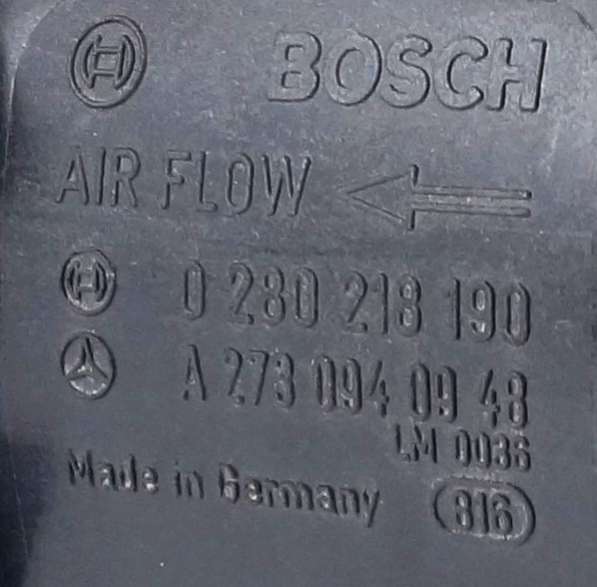 BOSCH
AIR FLOW
0 280 218 190
A 273 094 09 48
LM 0036
Made in Germany 816